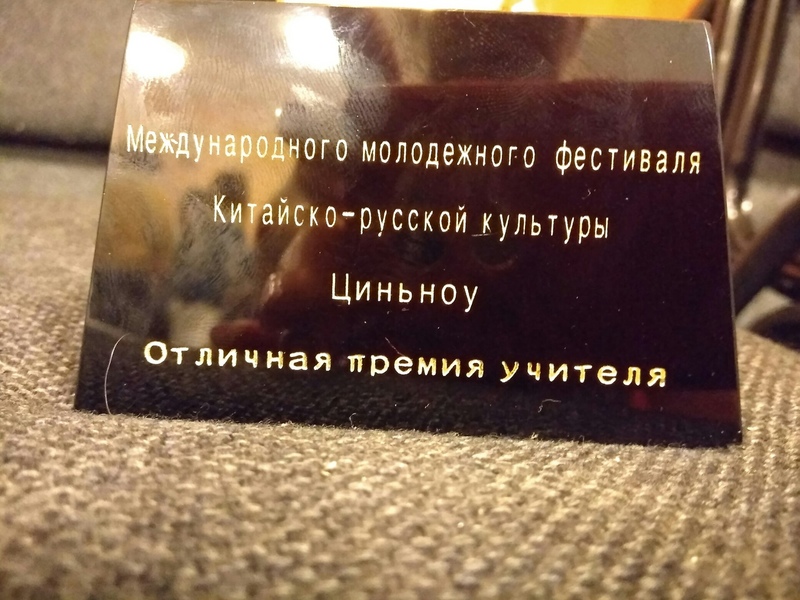 Международного молодежного фестиваля
Китайско-русской культуры
Циньноу
Отличная премия учителя